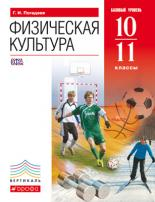 БАЗОВЫЙ УРОВЕНЬ
Г. И. Погадаев
ФИЗИЧЕСКАЯ
КУЛЬТУРА
10
11
классы
ВЕРТИКАЛЬ
ДРОФА